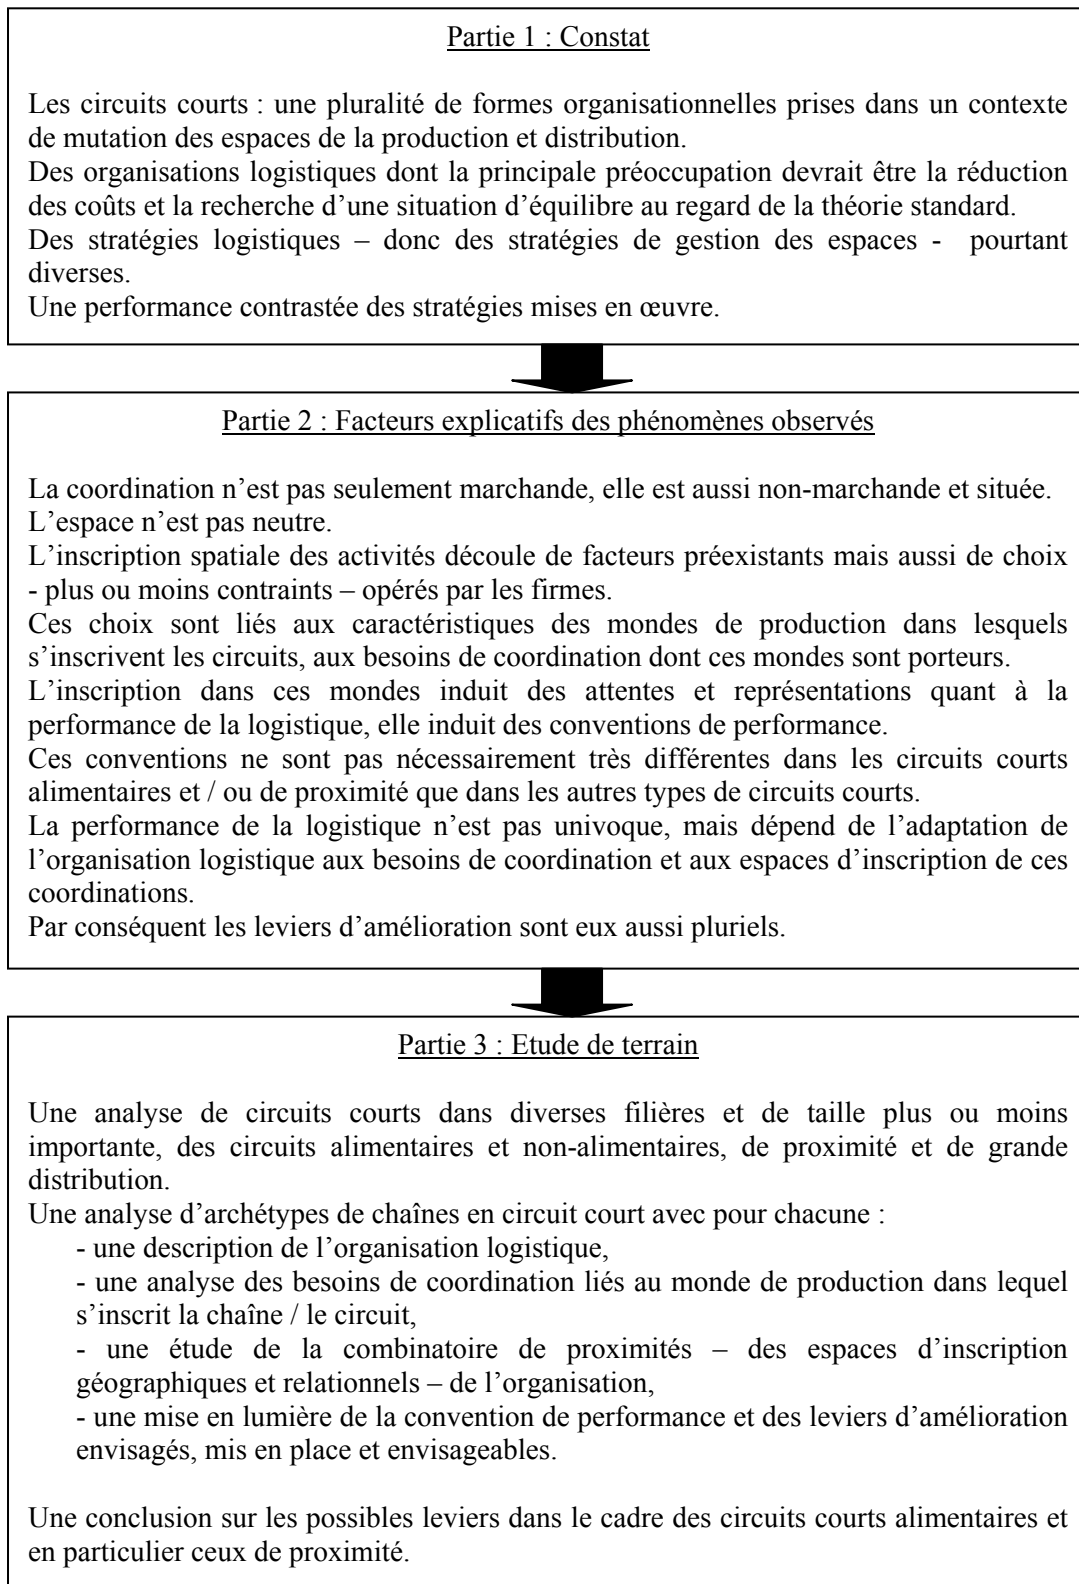 Partie 1 : Constat
Les circuits courts : une pluralité de formes organisationnelles prises dans un contexte
de mutation des espaces de la production et distribution.
Des organisations logistiques dont la principale préoccupation devrait être la réduction
des coûts et la recherche d’une situation d’équilibre au regard de la théorie standard.
Des stratégies logistiques – donc des stratégies de gestion des espaces - pourtant
diverses.
Une performance contrastée des stratégies mises en œuvre.
Partie 2 : Facteurs explicatifs des phénomènes observés
La coordination n’est pas seulement marchande, elle est aussi non-marchande et située.
L’espace n’est pas neutre.
L’inscription spatiale des activités découle de facteurs préexistants mais aussi de choix
- plus ou moins contraints – opérés par les firmes.
Ces choix sont liés aux caractéristiques des mondes de production dans lesquels
s’inscrivent les circuits, aux besoins de coordination dont ces mondes sont porteurs.
L’inscription dans ces mondes induit des attentes et représentations quant à la
performance de la logistique, elle induit des conventions de performance.
Ces conventions ne sont pas nécessairement très différentes dans les circuits courts
alimentaires et / ou de proximité que dans les autres types de circuits courts.
La performance de la logistique n’est pas univoque, mais dépend de l’adaptation de
l’organisation logistique aux besoins de coordination et aux espaces d’inscription de ces
coordinations.
Par conséquent les leviers d’amélioration sont eux aussi pluriels.
Partie 3 : Etude de terrain
Une analyse de circuits courts dans diverses filières et de taille plus ou moins
importante, des circuits alimentaires et non-alimentaires, de proximité et de grande
distribution.
Une analyse d’archétypes de chaînes en circuit court avec pour chacune :
- une description de l’organisation logistique,
- une analyse des besoins de coordination liés au monde de production dans lequel
s’inscrit la chaîne / le circuit,
- une étude de la combinatoire de proximités – des espaces d’inscription
géographiques et relationnels – de l’organisation,
- une mise en lumière de la convention de performance et des leviers d’amélioration
envisagés, mis en place et envisageables.
Une conclusion sur les possibles leviers dans le cadre des circuits courts alimentaires et
en particulier ceux de proximité.